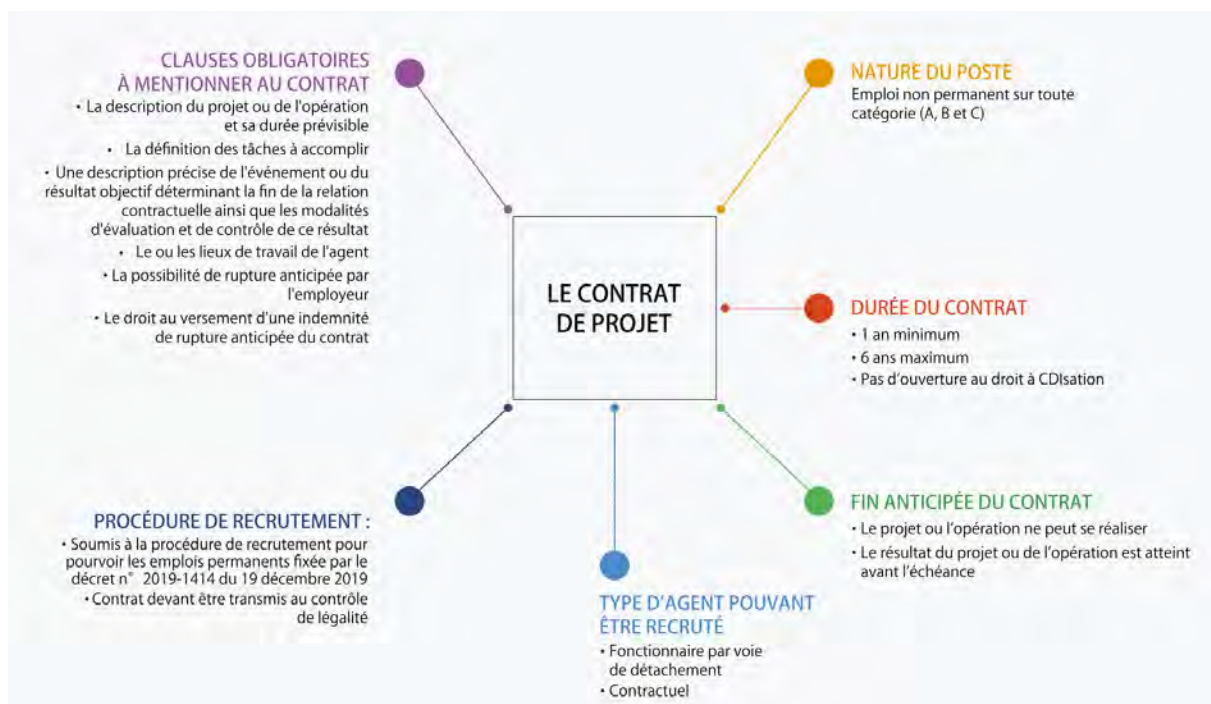 CLAUSES OBLIGATOIRES
À MENTIONNER AU CONTRAT
• La description du projet ou de l'opération
et sa durée prévisible
• La définition des tâches à accomplir
• Une description précise de l'événement ou du
résultat objectif déterminant la fin de la relation
contractuelle ainsi que les modalités
d'évaluation et de contrôle de ce résultat
• Le ou les lieux de travail de l'agent
• La possibilité de rupture anticipée par
l'employeur
• Le droit au versement d'une indemnité
de rupture anticipée du contrat
NATURE DU POSTE
Emploi non permanent sur toute
catégorie (A, B et C)
LE CONTRAT
DE PROJET
DURÉE DU CONTRAT
• 1 an minimum
• 6 ans maximum
• Pas d'ouverture au droit à CDIsation
PROCÉDURE DE RECRUTEMENT :
• Soumis à la procédure de recrutement pour
pourvoir les emplois permanents fixée par le
décret n° 2019-1414 du 19 décembre 2019
• Contrat devant être transmis au contrôle
de légalité
TYPE D'AGENT POUVANT
ÊTRE RECRUTÉ
• Fonctionnaire par voie
de détachement
• Contractuel
FIN ANTICIPÉE DU CONTRAT
• Le projet ou l'opération ne peut se réaliser
• Le résultat du projet ou de l'opération est atteint
avant l'échéance